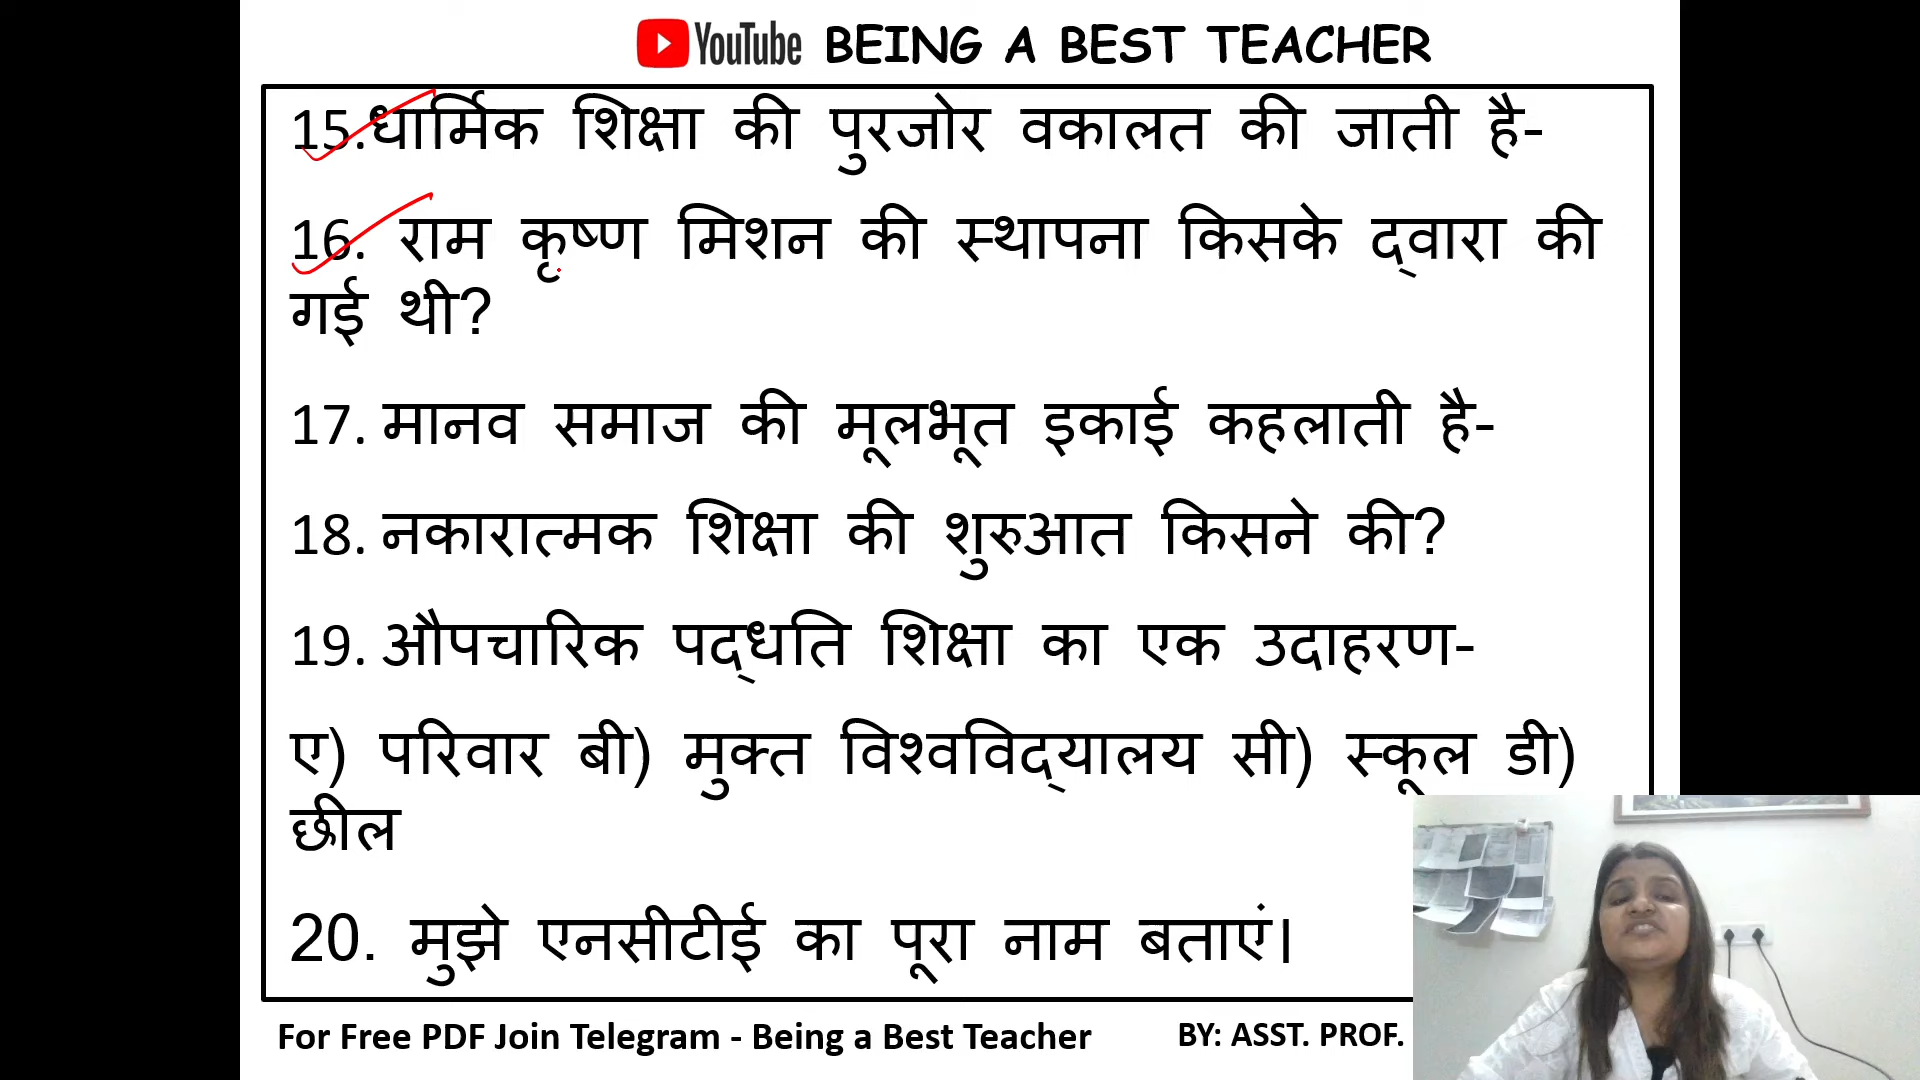 YouTube BEING A BEST TEACHER
15.धार्मिक शिक्षा की पुरजोर वकालत की जाती है-
16. राम कृष्ण मिशन की स्थापना किसके द्वारा की
गई थी?
17. मानव समाज की मूलभूत इकाई कहलाती है-
18. नकारात्मक शिक्षा की शुरुआत किसने की?
19. औपचारिक पद्धति शिक्षा का एक उदाहरण-
ए) परिवार बी) मुक्त विश्वविद्यालय सी) स्कूल डी)
छील
20. मुझे एनसीटीई का पूरा नाम बताएं।
For Free PDF Join Telegram - Being a Best Teacher
BY: ASST. PROF.